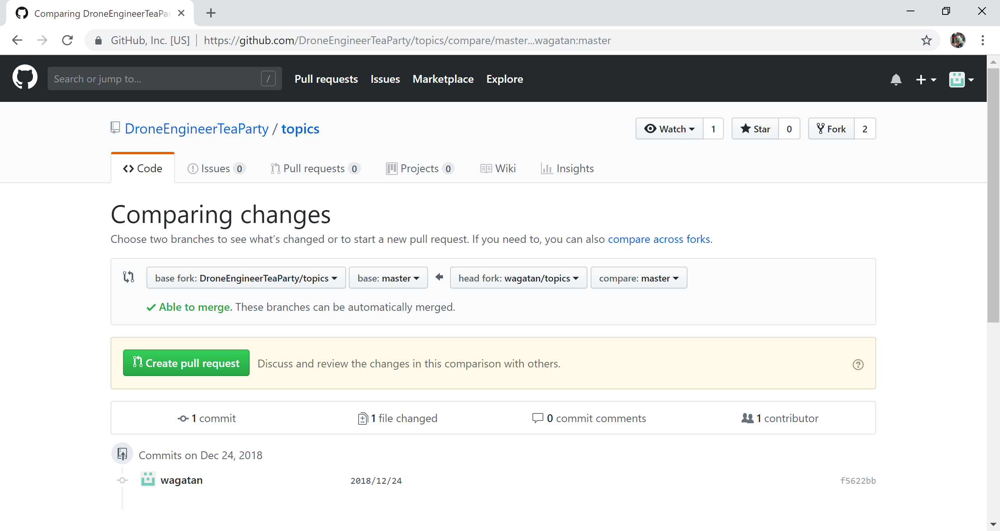 Comparing DroneEngineerTeaPar
GitHub, Inc. [US] https://github.com/DroneEngineerTeaParty/topics/compare/master...wagatan:master
Search or jump to... / Pull requests Issues Marketplace Explore
DroneEngineerTeaParty / topics Watch 1 Star 0 Fork 2
Code Issues 0 Pull requests 0 Projects 0 Wiki Insights
Comparing changes
Choose two branches to see what’s changed or to start a new pull request. If you need to, you can also compare across forks.
base fork: DroneEngineerTeaParty/topics base: master head fork: wagatan/topics compare: master
Able to merge. These branches can be automatically merged.
Create pull request Discuss and review the changes in this comparison with others.
1 commit 1 file changed 0 commit comments 1 contributor
Commits on Dec 24, 2018
wagatan 2018/12/24 f5622bb